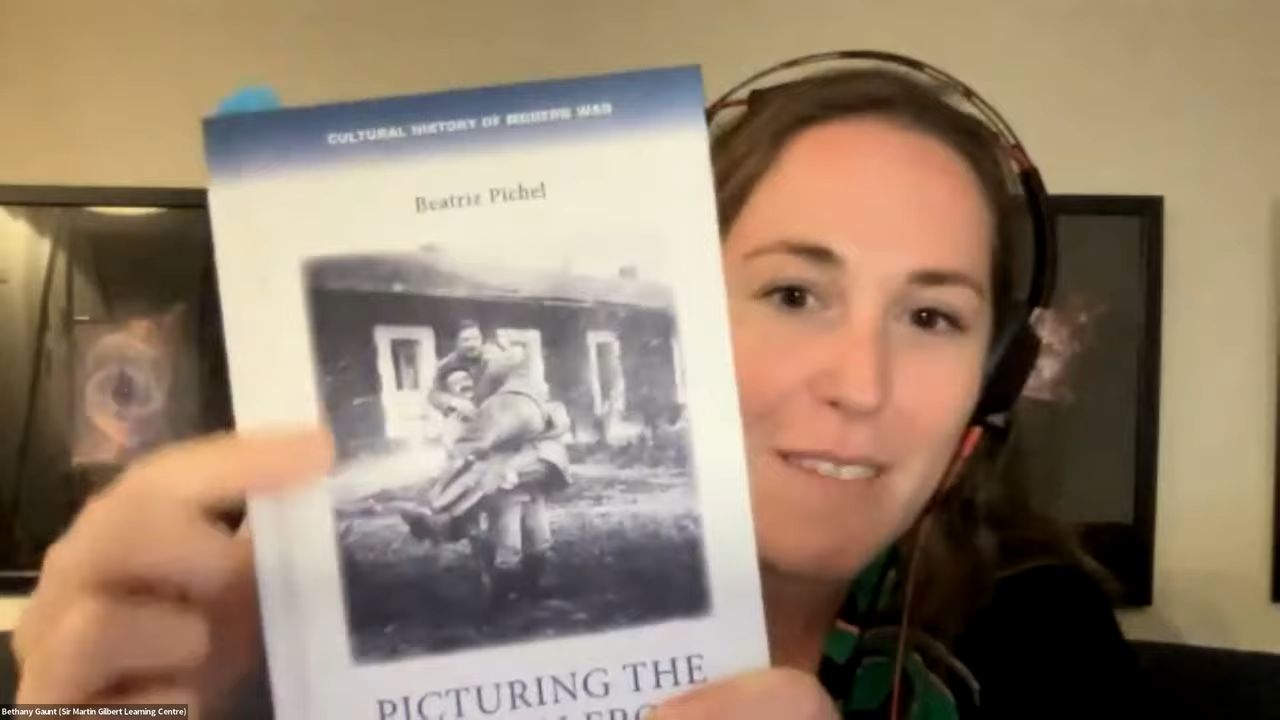 CULTURAL HISTORY OF MODERN WAR
Beatriz Pichel
PICTURING THE
Bethany Gaunt (Sir Martin Gilbert Learning Centre)